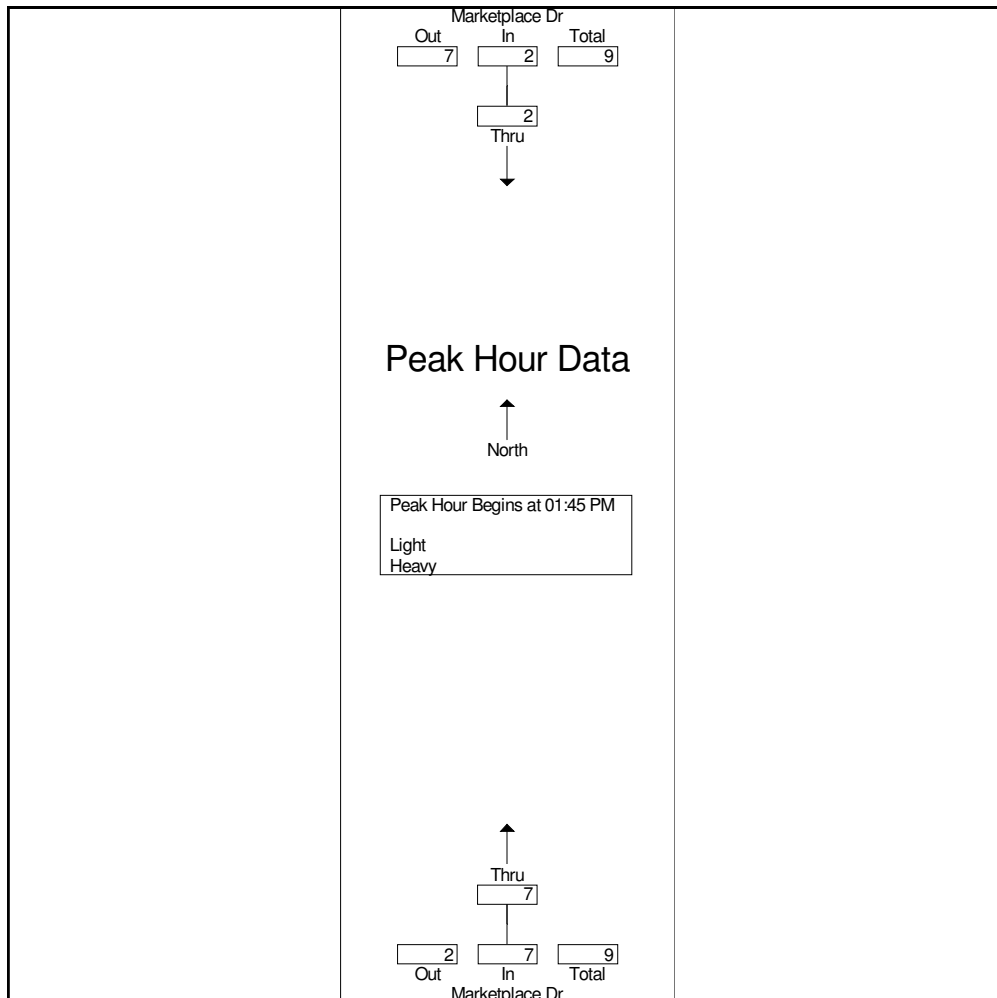 Marketplace Dr
Out In Total
7 2 9
2
Thru
Peak Hour Data
North
Peak Hour Begins at 01:45 PM
Light
Heavy
Thru
7
2 7 9
Out In Total
Marketplace Dr